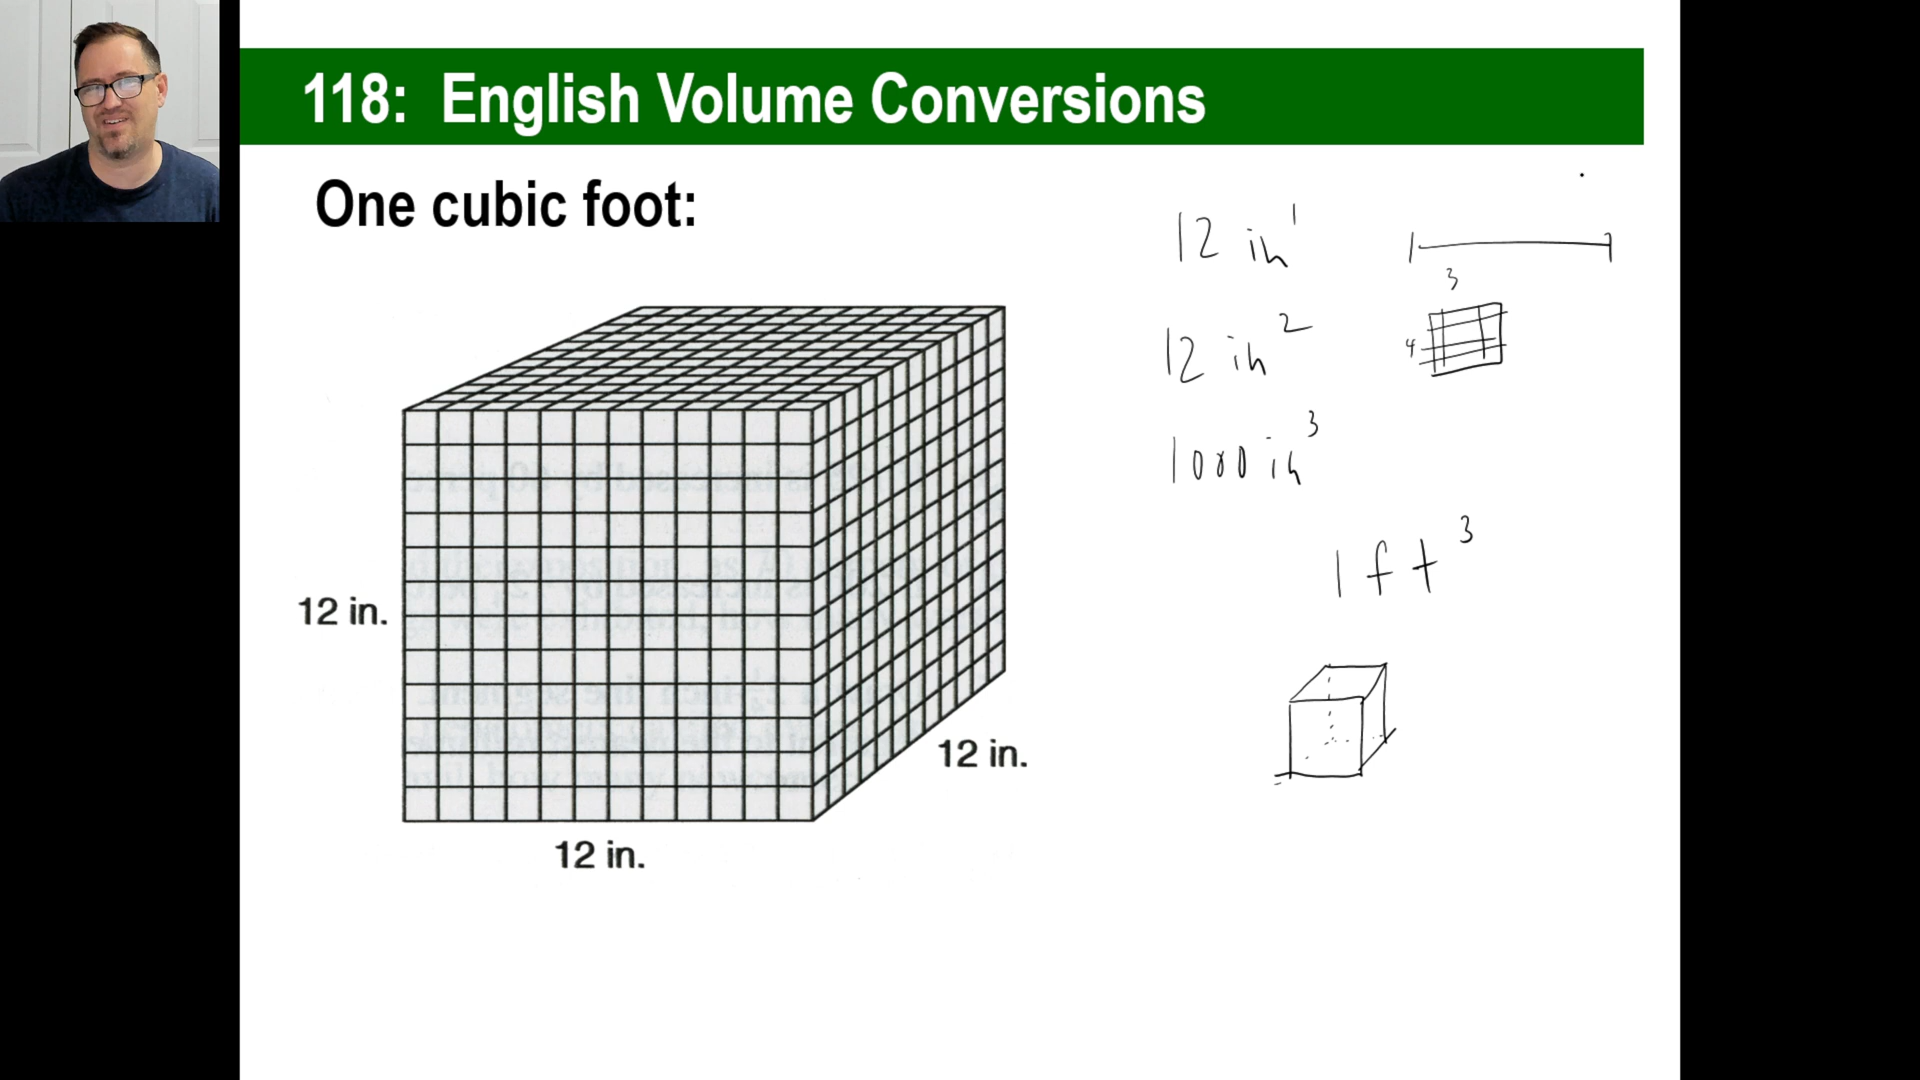 118: English Volume Conversions
One cubic foot:
12 in¹
3
12 in²
4
1000 in³
1 ft³
12 in.
12 in.
12 in.